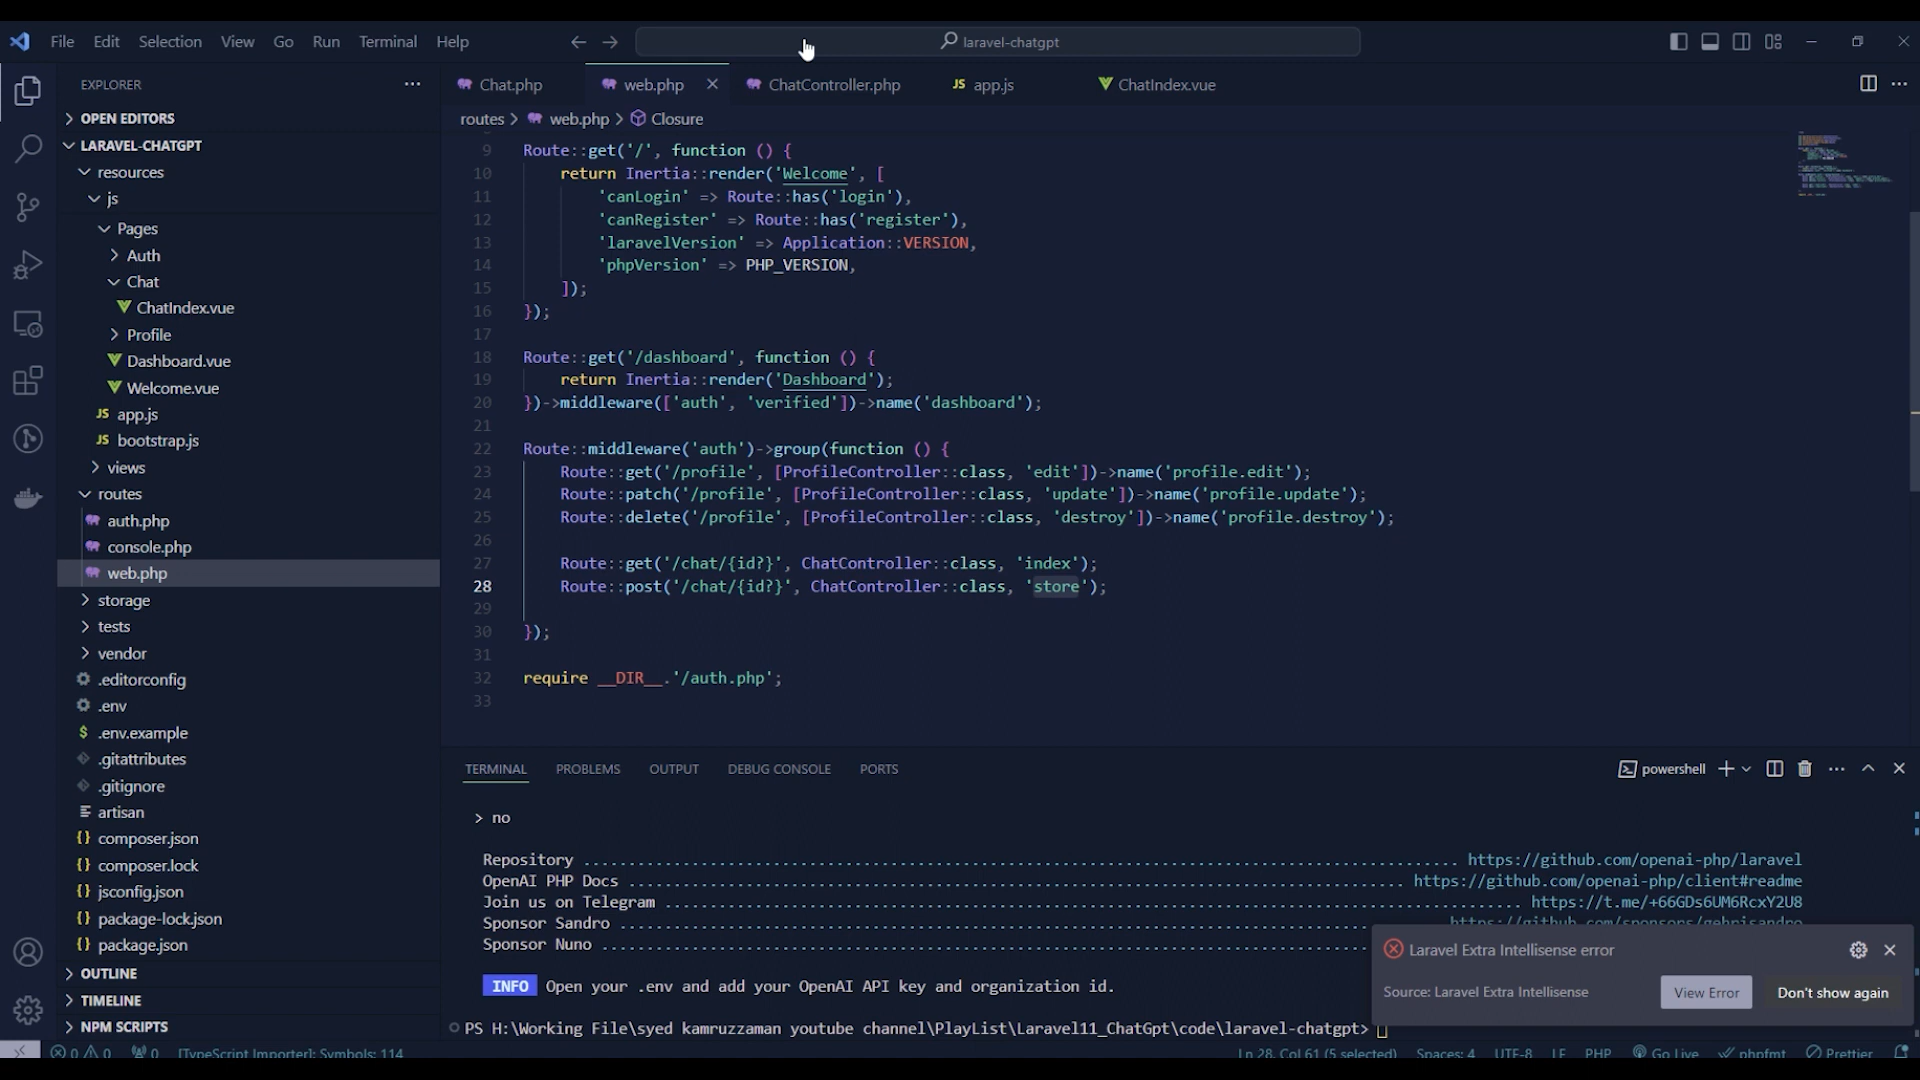 File Edit Selection View Go Run Terminal Help
laravel-chatgpt
EXPLORER
Chat.php
web.php
ChatController.php
JS app.js
ChatIndex.vue
OPEN EDITORS
LARAVEL-CHATGPT
resources
js
Pages
Auth
Chat
ChatIndex.vue
Profile
Dashboard.vue
Welcome.vue
JS app.js
JS bootstrap.js
views
routes
auth.php
console.php
web.php
storage
tests
vendor
.editorconfig
.env
$ .env.example
.gitattributes
.gitignore
artisan
{} composer.json
{} composer.lock
{} jsconfig.json
{} package-lock.json
{} package.json
OUTLINE
TIMELINE
NPM SCRIPTS
routes > web.php > Closure
9 Route::get('/', function () {
10 return Inertia::render('Welcome', [
11 'canLogin' => Route::has('login'),
12 'canRegister' => Route::has('register'),
13 'laravelVersion' => Application::VERSION,
14 'phpVersion' => PHP_VERSION,
15 ]);
16 });
17
18 Route::get('/dashboard', function () {
19 return Inertia::render('Dashboard');
20 })->middleware(['auth', 'verified'])->name('dashboard');
21
22 Route::middleware('auth')->group(function () {
23 Route::get('/profile', [ProfileController::class, 'edit'])->name('profile.edit');
24 Route::patch('/profile', [ProfileController::class, 'update'])->name('profile.update');
25 Route::delete('/profile', [ProfileController::class, 'destroy'])->name('profile.destroy');
26
27 Route::get('/chat/{id?}', ChatController::class, 'index');
28 Route::post('/chat/{id?}', ChatController::class, 'store');
29
30 });
31
32 require __DIR__.'/auth.php';
33
TERMINAL PROBLEMS OUTPUT DEBUG CONSOLE PORTS
powershell
> no
Repository ........ https://github.com/openai-php/laravel
OpenAI PHP Docs ........ https://github.com/openai-php/client#readme
Join us on Telegram ........ https://t.me/+66GDs6UM6RcxY2U8
Sponsor Sandro ........ https://github.com/sponsors/gehrisandro
Sponsor Nuno ........
INFO Open your .env and add your OpenAI API key and organization id.
PS H:\Working File\syed kamruzzaman youtube channel\PlayList\Laravel11_ChatGpt\code\laravel-chatgpt>
Laravel Extra Intellisense error
Source: Laravel Extra Intellisense
View Error
Don't show again
0 0 0 [TypeScript Importer]: Symbols: 114
Ln 28, Col 61 (5 selected) Spaces: 4 UTF-8 LF PHP Go Live phpfmt Prettier